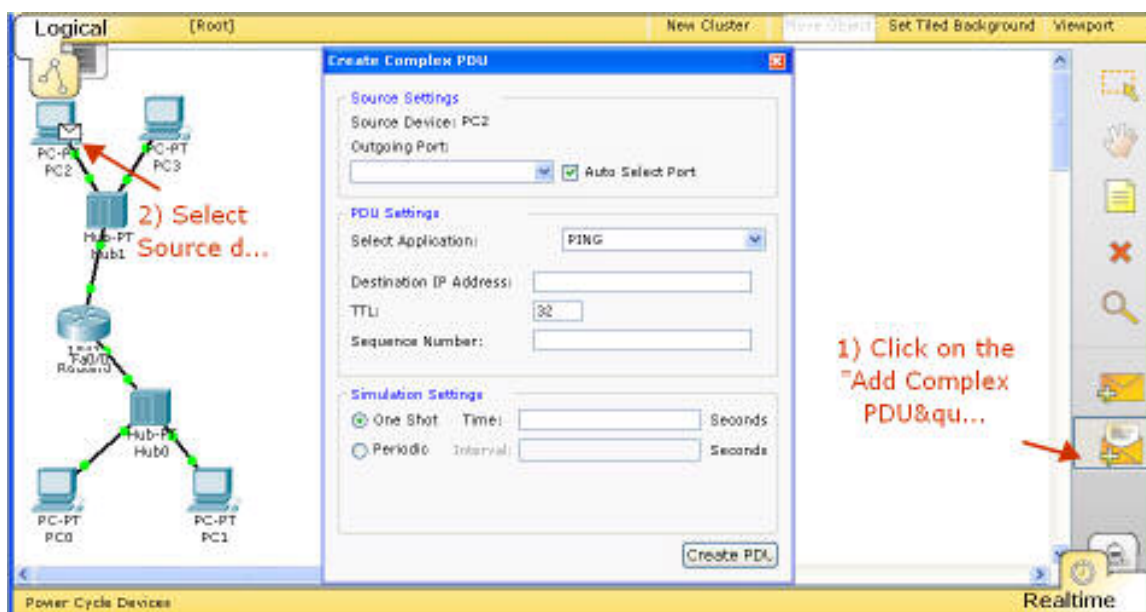 Logical
[Root]
New Cluster
Move Object
Set Tiled Background
Viewport
Create Complex PDU
Source Settings
Source Device: PC2
Outgoing Port:
Auto Select Port
PDU Settings
Select Application:
PING
Destination IP Address:
TTL:
32
Sequence Number:
Simulation Settings
One Shot
Time:
Seconds
Periodic
Interval:
Seconds
Create PDU
PC-PT
PC2
PC-PT
PC3
2) Select
Source d...
Hub-PT
Hub1
Fa0/0
Hub-PT
Hub0
PC-PT
PC0
PC-PT
PC1
1) Click on the
"Add Complex
PDU&qu...
Power Cycle Devices
Realtime